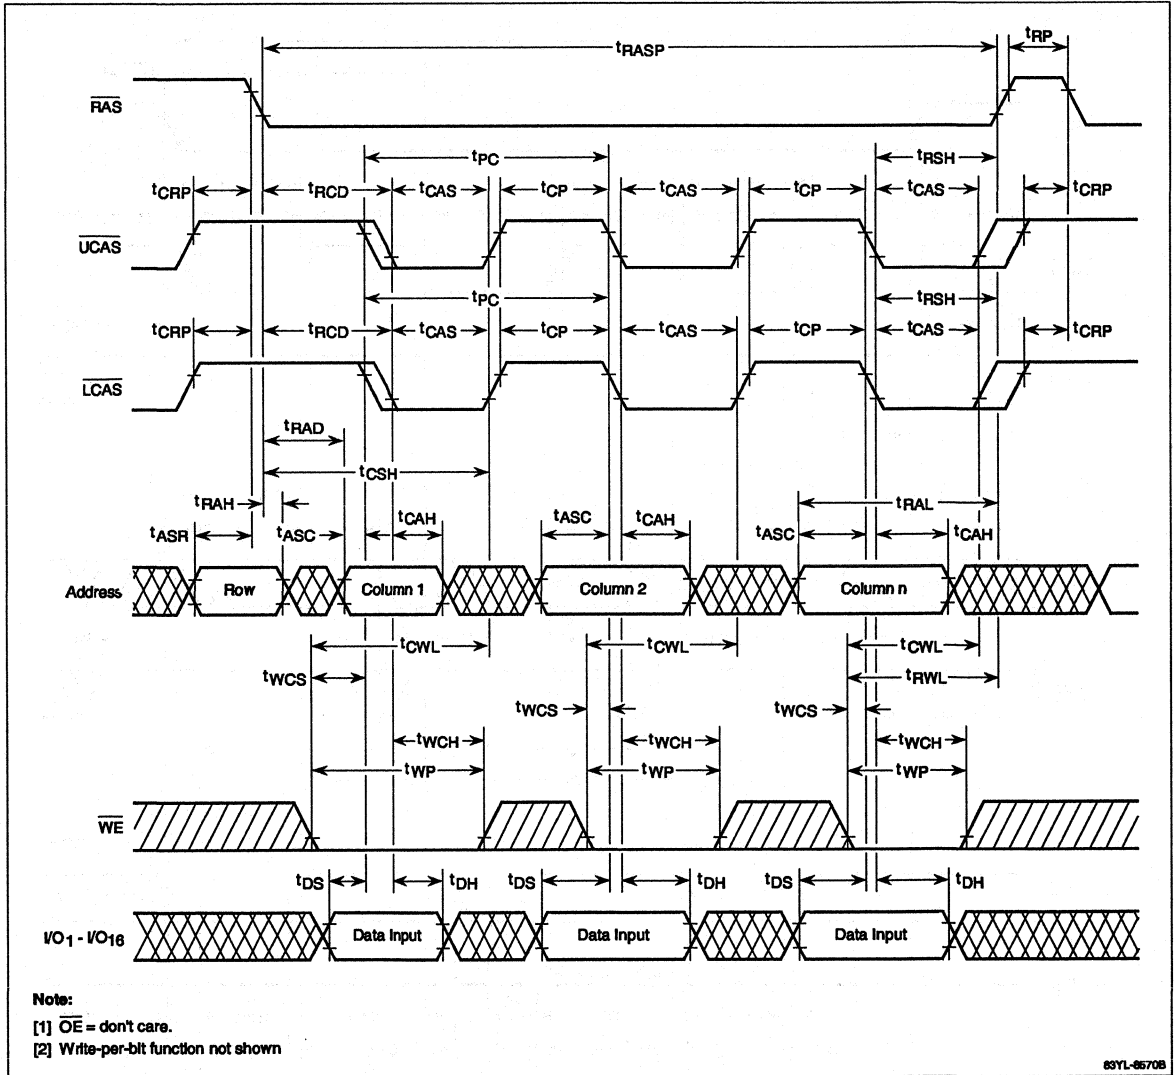 tRASP tRP
RAS
tPC tRSH
tCRP tRCD tCAS tCP tCAS tCP tCAS tCRP
UCAS
tPC tRSH
tCRP tRCD tCAS tCP tCAS tCP tCAS tCRP
LCAS
tRAD
tCSH
tRAH tRAL
tASR tASC tCAH tASC tCAH tASC tCAH
Address Row Column 1 Column 2 Column n
tCWL tCWL tCWL
tWCS tRWL
tWCS tWCS
tWCH tWCH tWCH
tWP tWP tWP
WE
tDS tDH tDS tDH tDS tDH
I/O1 - I/O16 Data Input Data Input Data Input
Note:
[1] OE = don't care.
[2] Write-per-bit function not shown
83YL-8570B